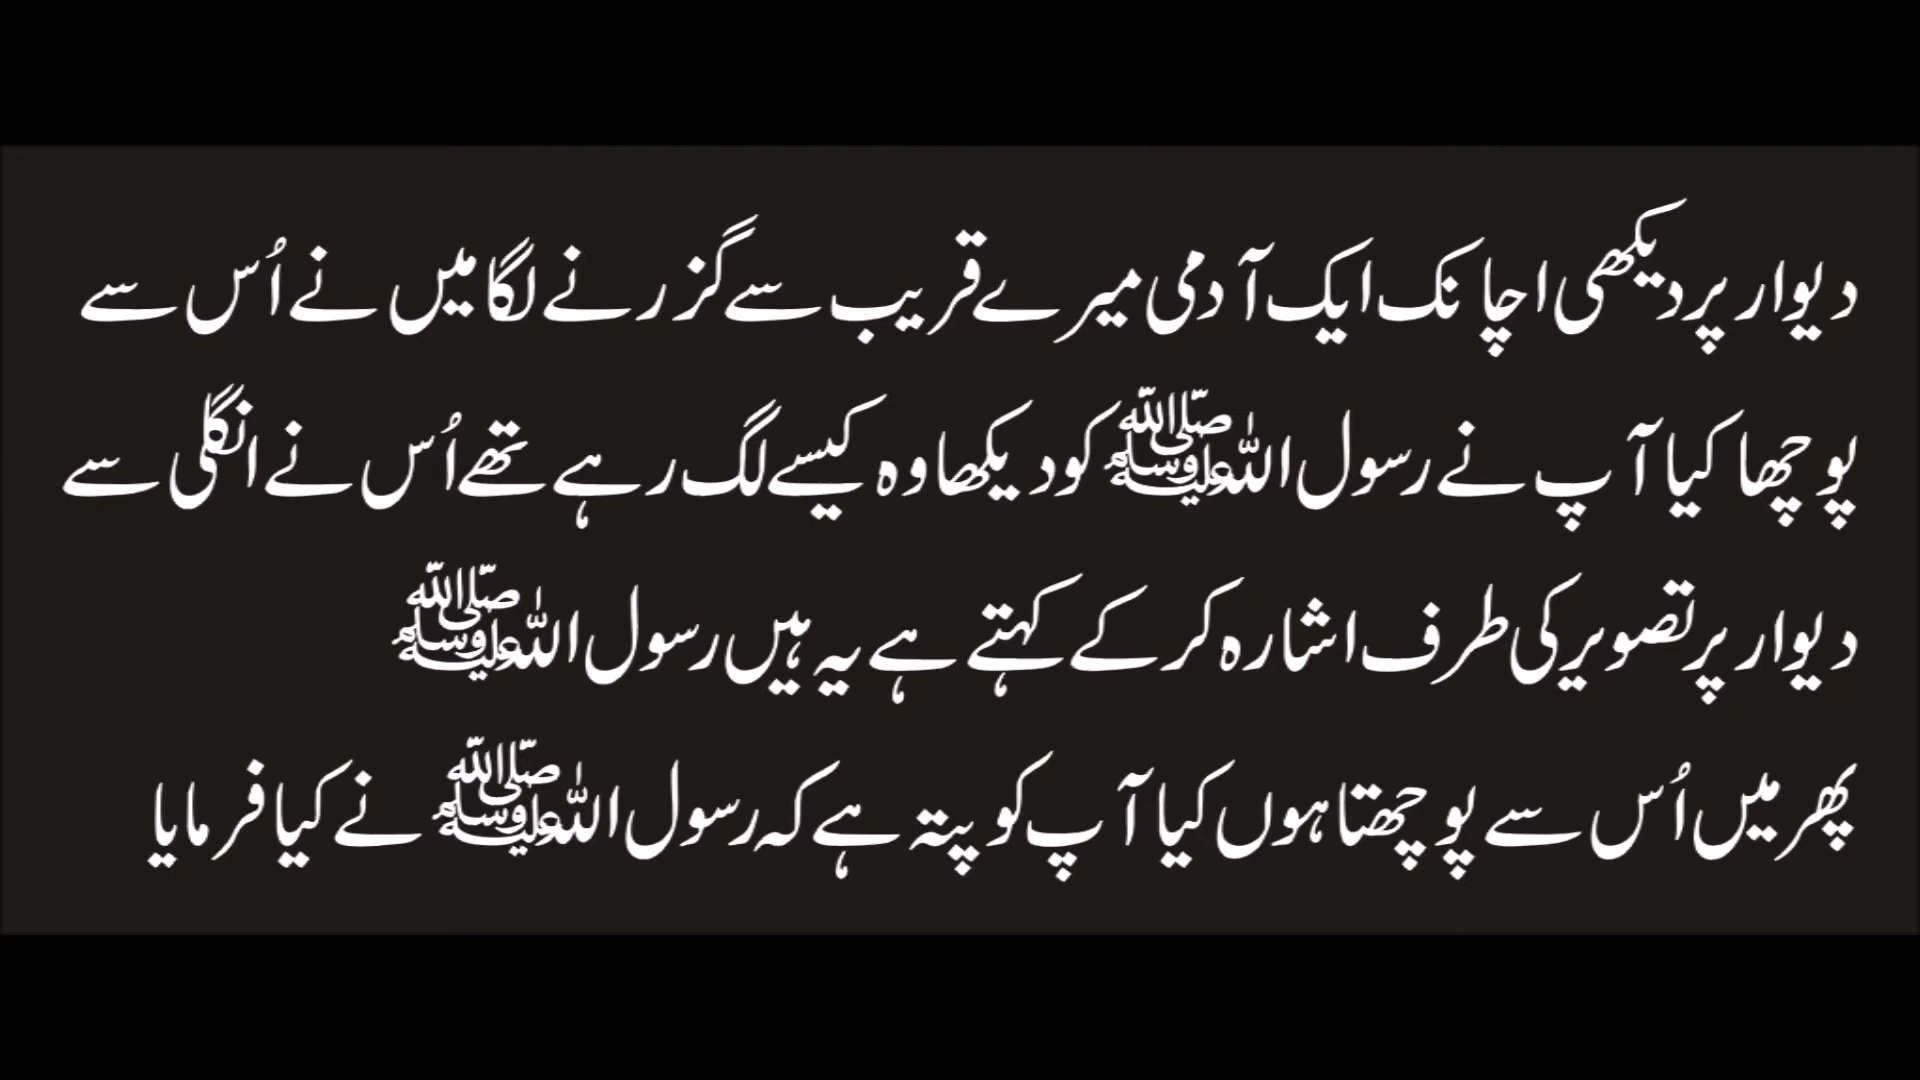 دیوار پر دیکھی اچانک ایک آدمی میرے قریب سے گزرنے لگا میں نے اُس سے
پوچھا کیا آپ نے رسول اللہ ﷺ کو دیکھا وہ کیسے لگ رہے تھے اُس نے انگلی سے
دیوار پر تصویر کی طرف اشارہ کر کے کہتے ہے یہ ہیں رسول اللہ ﷺ
پھر میں اُس سے پوچھتا ہوں کیا آپ کو پتہ ہے کہ رسول اللہ ﷺ نے کیا فرمایا